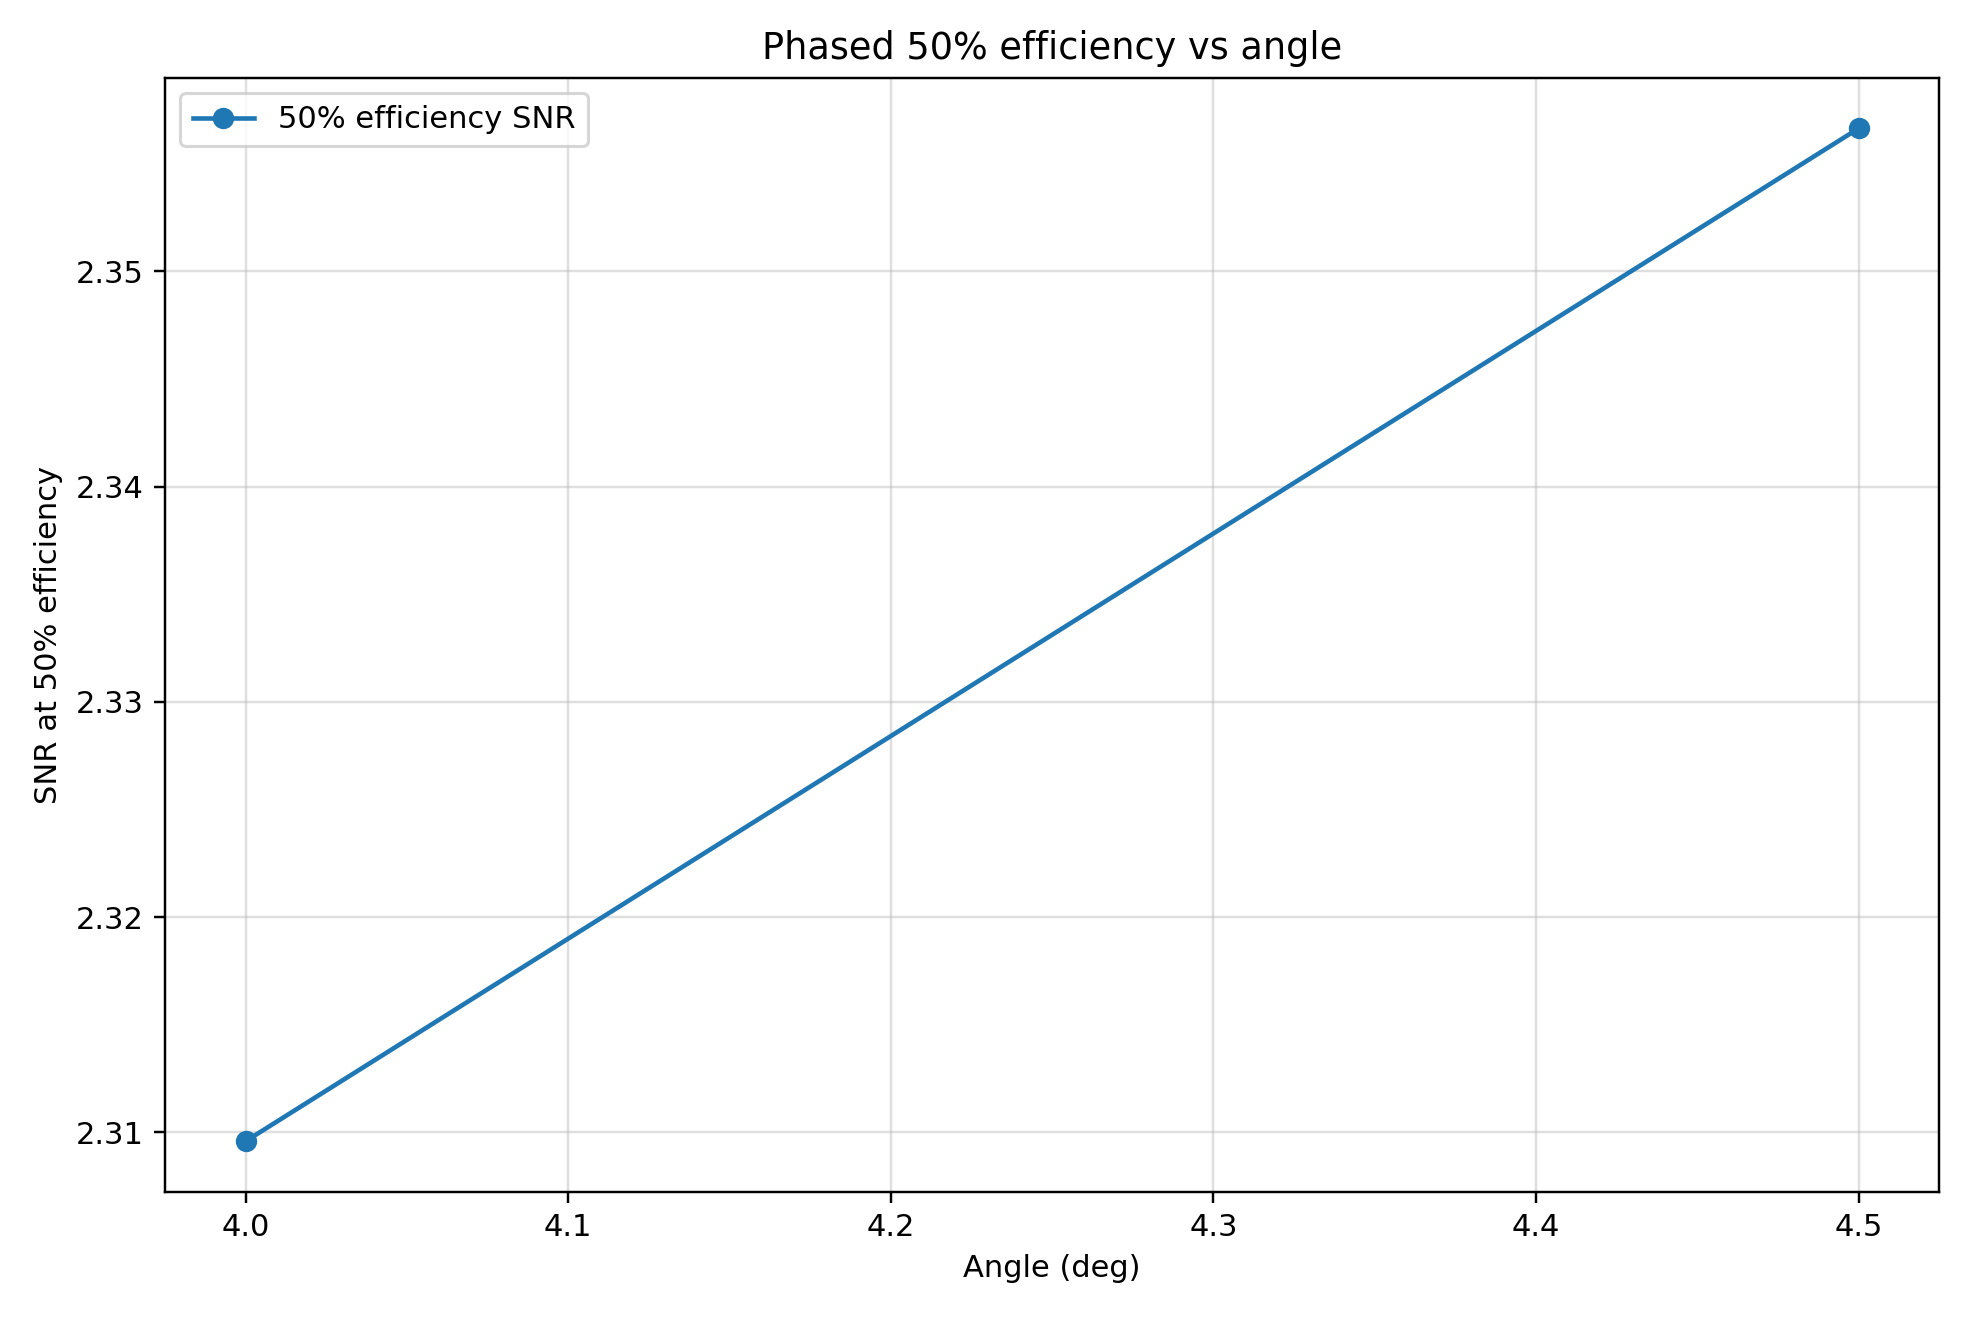 Phased 50% efficiency vs angle
50% efficiency SNR
SNR at 50% efficiency
2.35
2.34
2.33
2.32
2.31
4.0 4.1 4.2 4.3 4.4 4.5
Angle (deg)